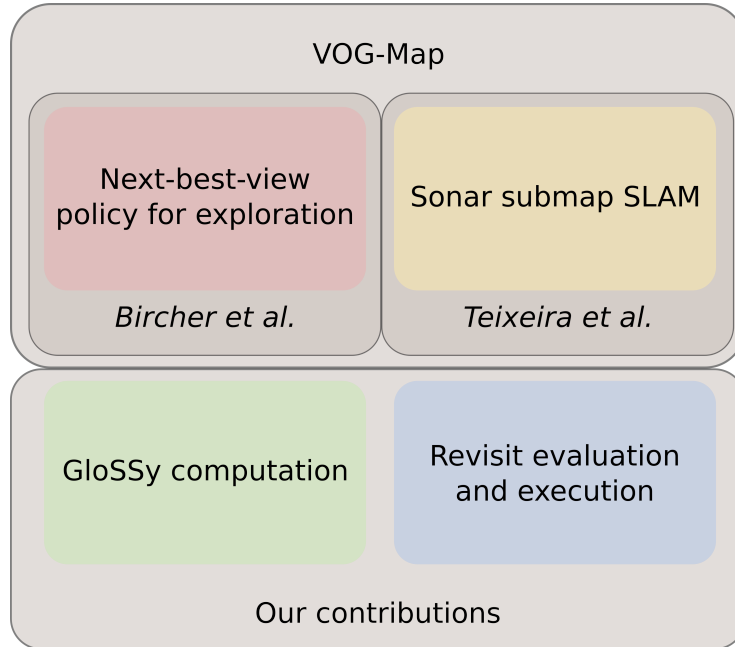 VOG-Map
Next-best-view
policy for exploration
Sonar submap SLAM
Bircher et al.
Teixeira et al.
GloSSy computation
Revisit evaluation
and execution
Our contributions